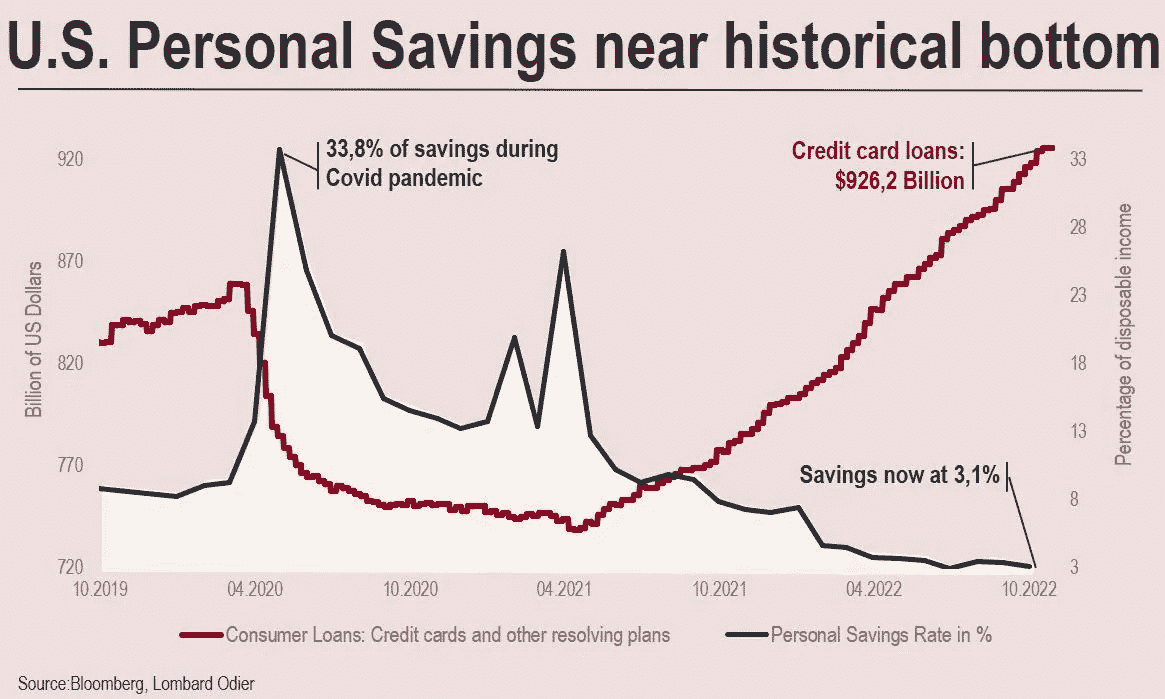 U.S. Personal Savings near historical bottom
33,8% of savings during
Covid pandemic
Credit card loans:
$926,2 Billion
Savings now at 3,1%
Billion of US Dollars
920
870
820
770
720
Percentage of disposable income
33
28
23
18
13
8
3
10.2019 04.2020 10.2020 04.2021 10.2021 04.2022 10.2022
Consumer Loans: Credit cards and other resolving plans Personal Savings Rate in %
Source:Bloomberg, Lombard Odier